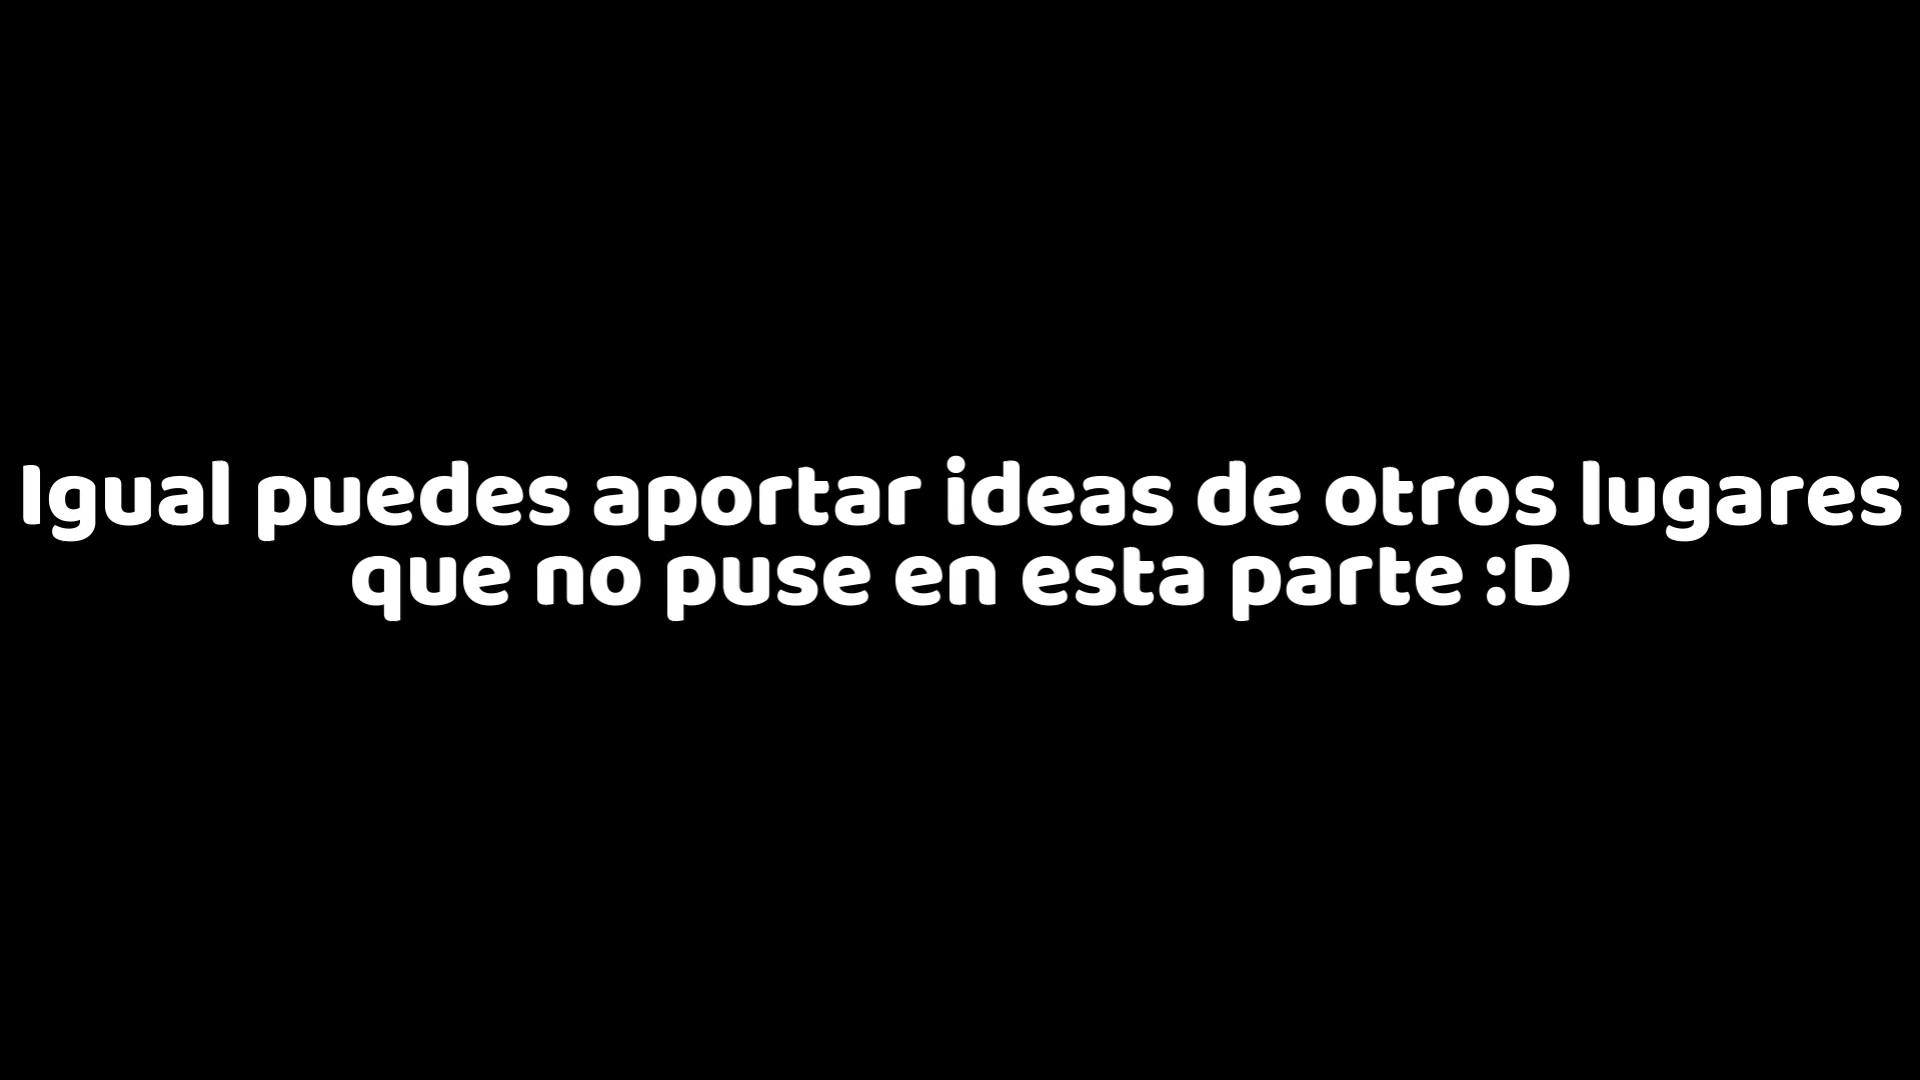 Igual puedes aportar ideas de otros lugares
que no puse en esta parte :D